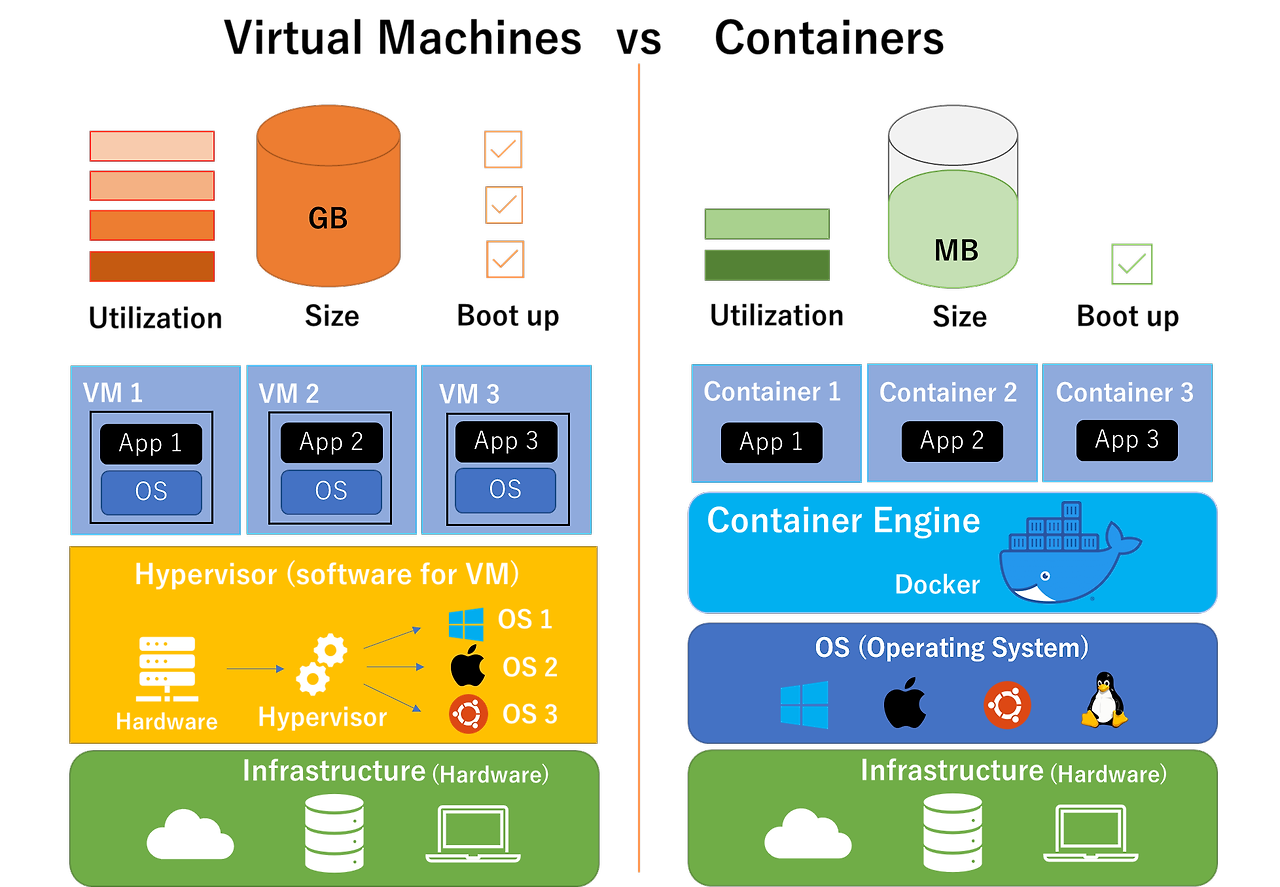 Virtual Machines vs Containers
GB
Utilization
Size
Boot up
MB
Utilization
Size
Boot up
VM 1
App 1
OS
VM 2
App 2
OS
VM 3
App 3
OS
Hypervisor (software for VM)
Hardware
Hypervisor
OS 1
OS 2
OS 3
Infrastructure (Hardware)
Container 1
App 1
Container 2
App 2
Container 3
App 3
Container Engine
Docker
OS (Operating System)
Infrastructure (Hardware)